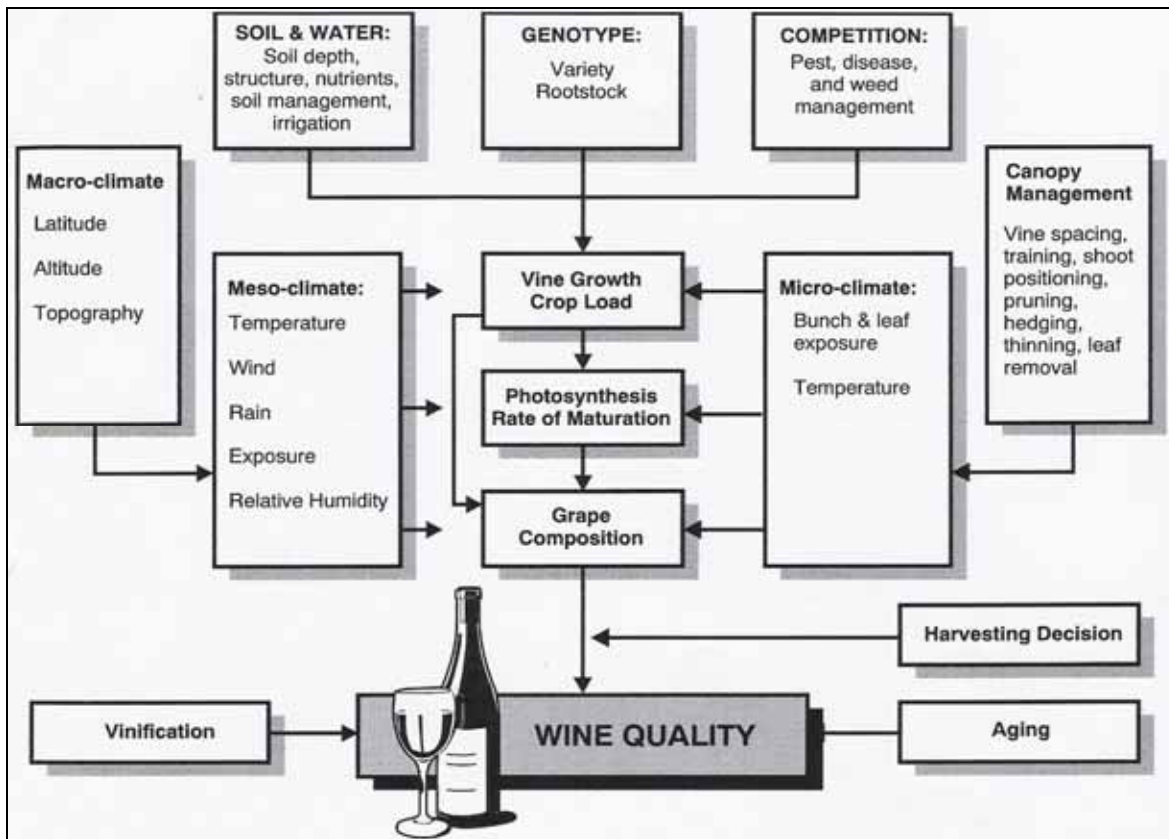 SOIL & WATER:
Soil depth,
structure, nutrients,
soil management,
irrigation
GENOTYPE:
Variety
Rootstock
COMPETITION:
Pest, disease,
and weed
management
Macro-climate
Latitude
Altitude
Topography
Meso-climate:
Temperature
Wind
Rain
Exposure
Relative Humidity
Vine Growth
Crop Load
Photosynthesis
Rate of Maturation
Grape
Composition
Micro-climate:
Bunch & leaf
exposure
Temperature
Canopy
Management
Vine spacing,
training, shoot
positioning,
pruning,
hedging,
thinning, leaf
removal
Harvesting Decision
Vinification
WINE QUALITY
Aging